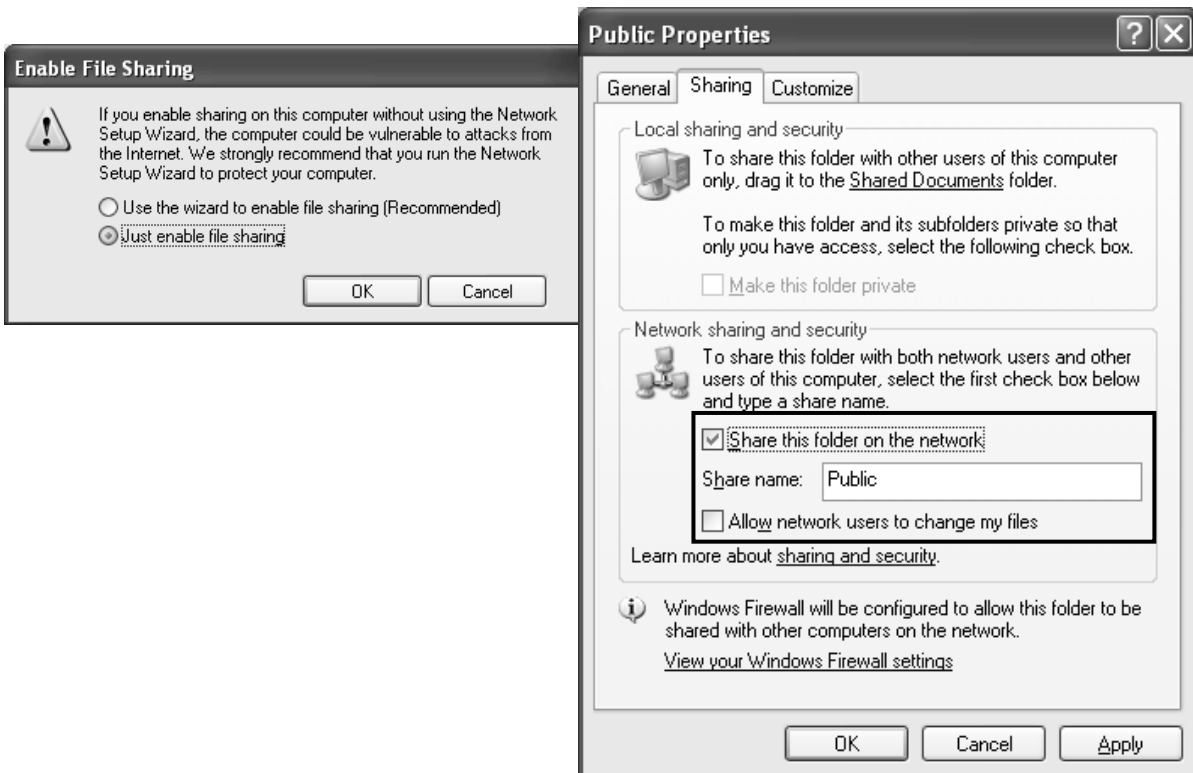 Enable File Sharing
If you enable sharing on this computer without using the Network
Setup Wizard, the computer could be vulnerable to attacks from
the Internet. We strongly recommend that you run the Network
Setup Wizard to protect your computer.
Use the wizard to enable file sharing (Recommended)
Just enable file sharing
OK
Cancel
Public Properties
General
Sharing
Customize
Local sharing and security
To share this folder with other users of this computer
only, drag it to the Shared Documents folder.
To make this folder and its subfolders private so that
only you have access, select the following check box.
Make this folder private
Network sharing and security
To share this folder with both network users and other
users of this computer, select the first check box below
and type a share name.
Share this folder on the network
Share name: Public
Allow network users to change my files
Learn more about sharing and security.
Windows Firewall will be configured to allow this folder to be
shared with other computers on the network.
View your Windows Firewall settings
OK
Cancel
Apply